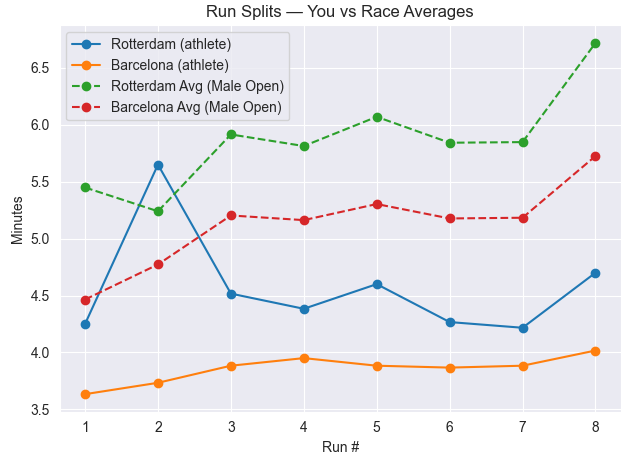 Run Splits — You vs Race Averages
Rotterdam (athlete)
Barcelona (athlete)
Rotterdam Avg (Male Open)
Barcelona Avg (Male Open)
Minutes
6.5
6.0
5.5
5.0
4.5
4.0
3.5
1 2 3 4 5 6 7 8
Run #